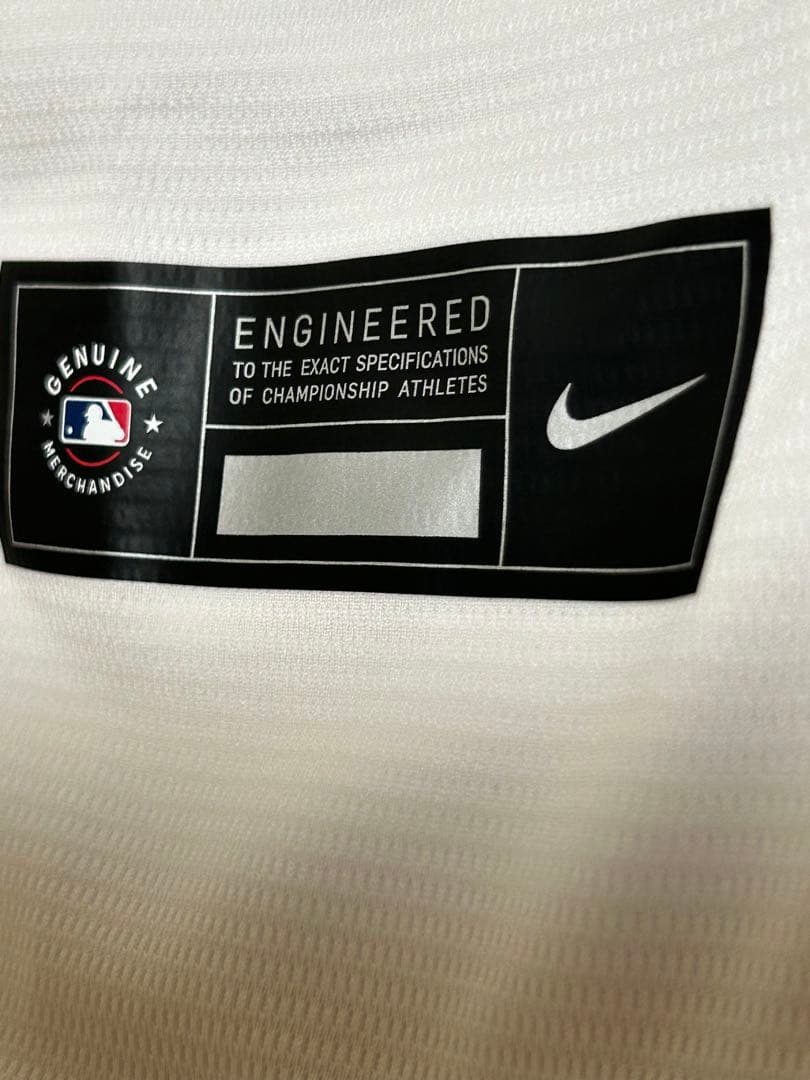 GENUINE
MERCHANDISE
ENGINEERED
TO THE EXACT SPECIFICATIONS
OF CHAMPIONSHIP ATHLETES